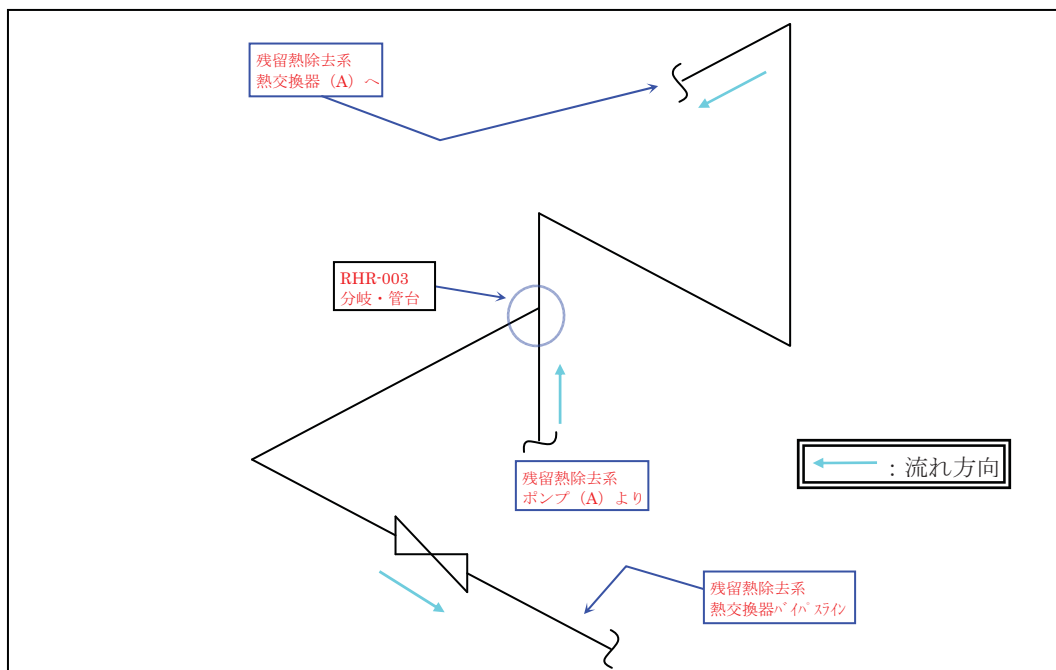 残留熱除去系
熱交換器（A）へ
RHR-003
分岐・管台
：流れ方向
残留熱除去系
ポンプ（A）より
残留熱除去系
熱交換器ﾊﾞｲﾊﾟｽﾗｲﾝ